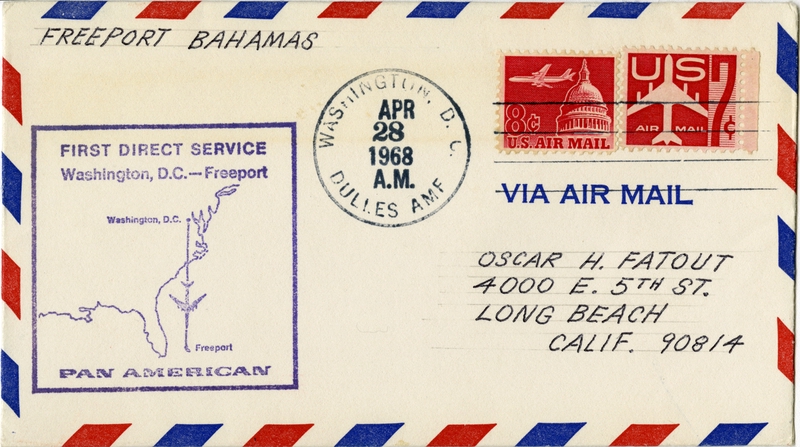 FREEPORT BAHAMAS
WASHINGTON, D. C.
APR
28
1968
A.M.
DULLES AMF
8¢
U.S. AIR MAIL
US
7¢
AIR MAIL
VIA AIR MAIL
FIRST DIRECT SERVICE
Washington, D.C.—Freeport
Washington, D.C.
Freeport
PAN AMERICAN
OSCAR H. FATOUT
4000 E. 5TH ST.
LONG BEACH
CALIF. 90814